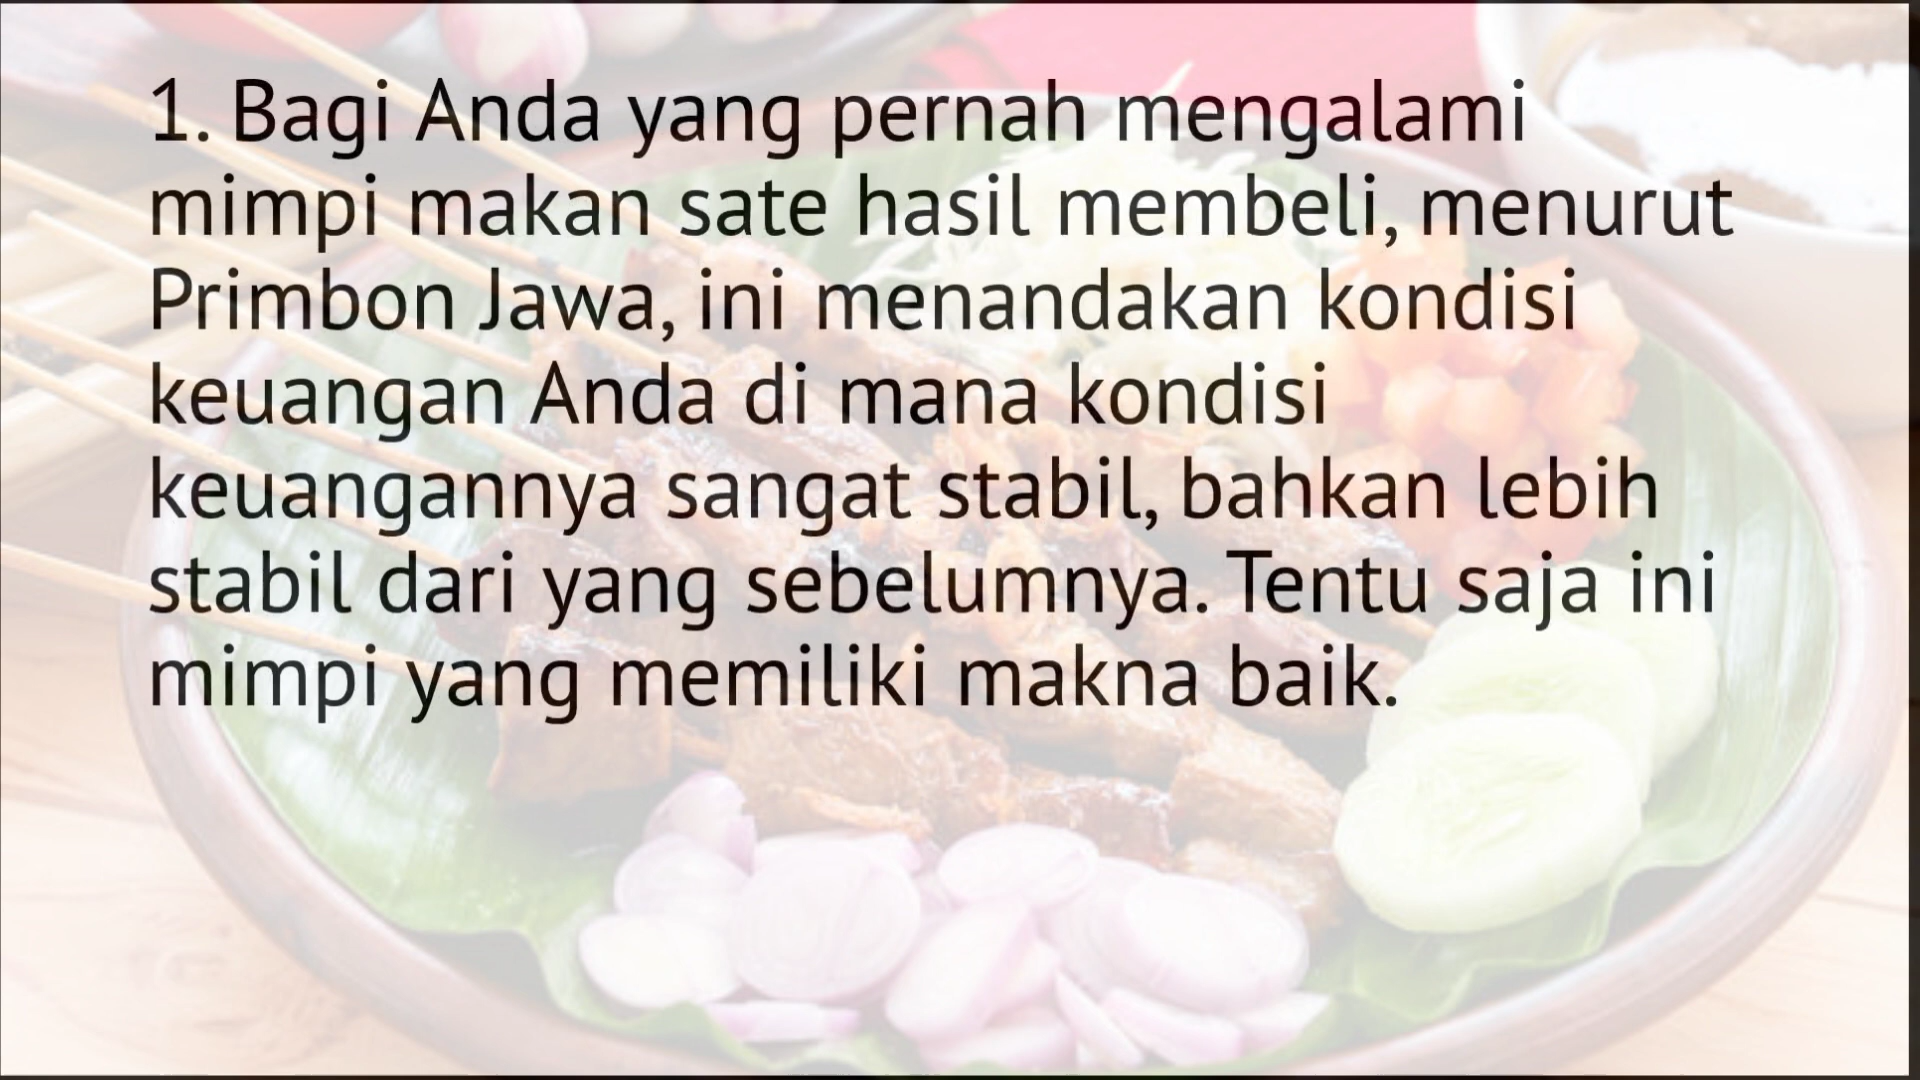 1. Bagi Anda yang pernah mengalami
mimpi makan sate hasil membeli, menurut
Primbon Jawa, ini menandakan kondisi
keuangan Anda di mana kondisi
keuangannya sangat stabil, bahkan lebih
stabil dari yang sebelumnya. Tentu saja ini
mimpi yang memiliki makna baik.